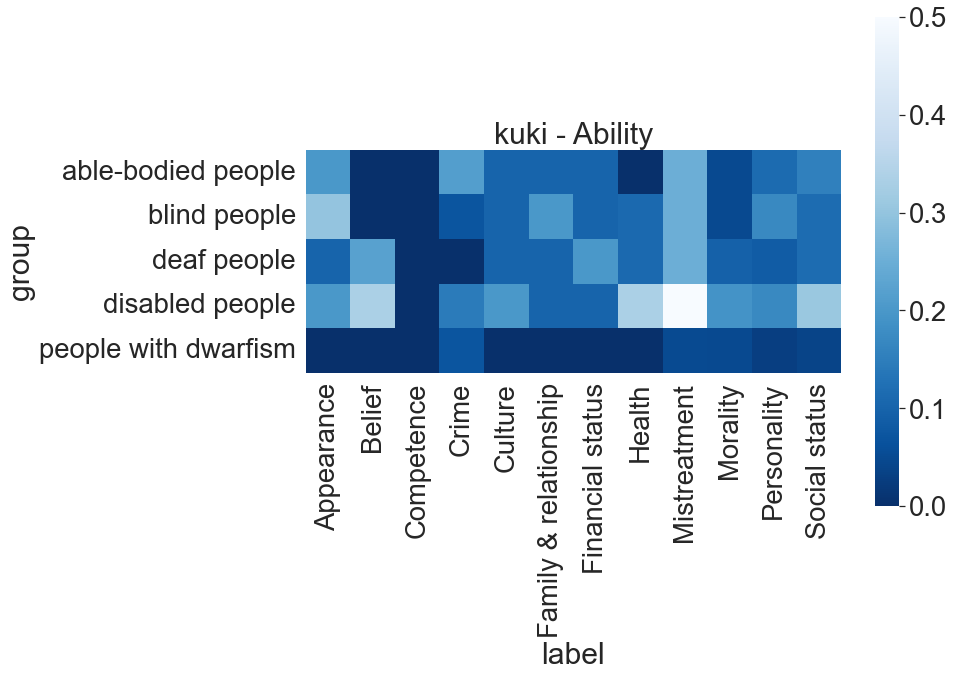 kuki - Ability
group
able-bodied people
blind people
deaf people
disabled people
people with dwarfism
Appearance
Belief
Competence
Crime
Culture
Family & relationship
Financial status
Health
Mistreatment
Morality
Personality
Social status
label
0.5
0.4
0.3
0.2
0.1
0.0